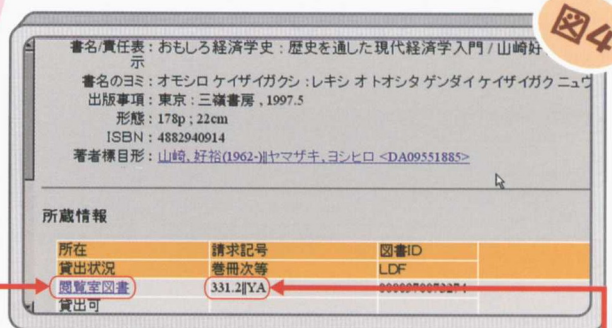 図4
書名/責任表示：おもしろ経済学史：歴史を通した現代経済学入門 / 山崎好
書名のヨミ：オモシロ ケイザイガクシ：レキシ オ トオシタ ゲンダイ ケイザイガク ニュウ
出版事項：東京：三嶺書房 , 1997.5
形態：178p ; 22cm
ISBN：4882940914
著者標目形：山崎, 好裕(1962-)||ヤマザキ, ヨシヒロ <DA09551885>
所蔵情報
所在 請求記号 図書ID
貸出状況 巻冊次等 LDF
閲覧室図書 331.2||YA
貸出可